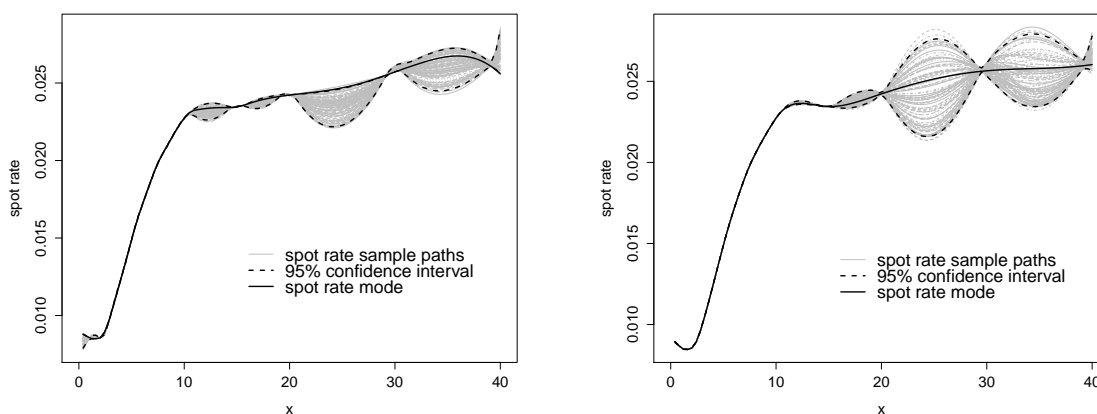 spot rate
0.010 0.015 0.020 0.025
spot rate sample paths
95% confidence interval
spot rate mode
0 10 20 30 40
x
spot rate
0.010 0.015 0.020 0.025
spot rate sample paths
95% confidence interval
spot rate mode
0 10 20 30 40
x